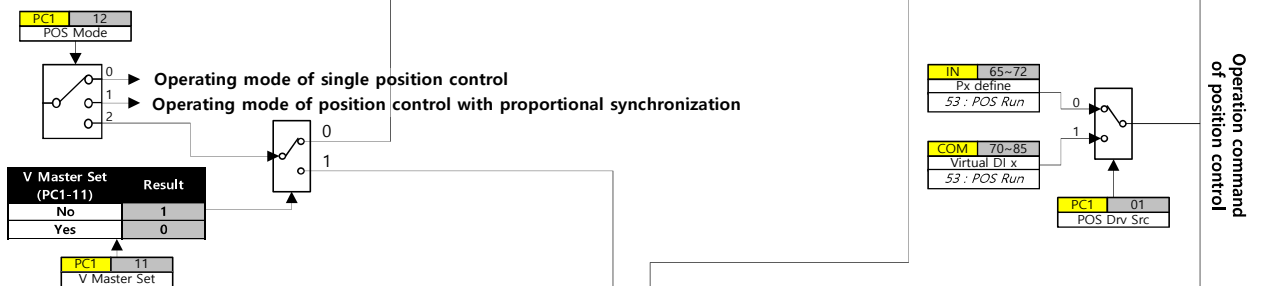 PC1 12
POS Mode
0
Operating mode of single position control
1
Operating mode of position control with proportional synchronization
2
0
1
V Master Set
(PC1-11)
Result
No 1
Yes 0
PC1 11
V Master Set
IN 65~72
Px define
53 : POS Run
0
COM 70~85
Virtual DI x
53 : POS Run
1
PC1 01
POS Drv Src
Operation command
of position control